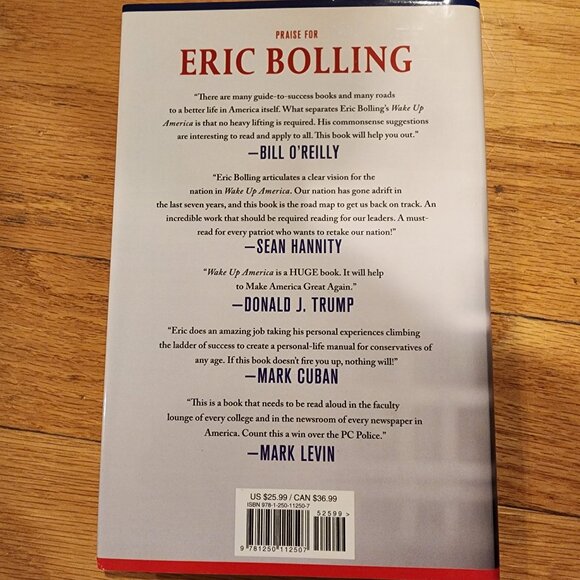 PRAISE FOR
ERIC BOLLING
“There are many guide-to-success books and many roads
to a better life in America itself. What separates Eric Bolling’s Wake Up
America is that no heavy lifting is required. His commonsense suggestions
are interesting to read and apply to all. This book will help you out.”
—BILL O’REILLY
“Eric Bolling articulates a clear vision for the
nation in Wake Up America. Our nation has gone adrift in
the last seven years, and this book is the road map to get us back on track. An
incredible work that should be required reading for our leaders. A must-
read for every patriot who wants to retake our nation!”
—SEAN HANNITY
“Wake Up America is a HUGE book. It will help
to Make America Great Again.”
—DONALD J. TRUMP
“Eric does an amazing job taking his personal experiences climbing
the ladder of success to create a personal-life manual for conservatives of
any age. If this book doesn’t fire you up, nothing will!”
—MARK CUBAN
“This is a book that needs to be read aloud in the faculty
lounge of every college and in the newsroom of every newspaper in
America. Count this a win over the PC Police.”
—MARK LEVIN
US $25.99 / CAN $36.99
ISBN 978-1-250-11250-7
52599>
9 781250 112507